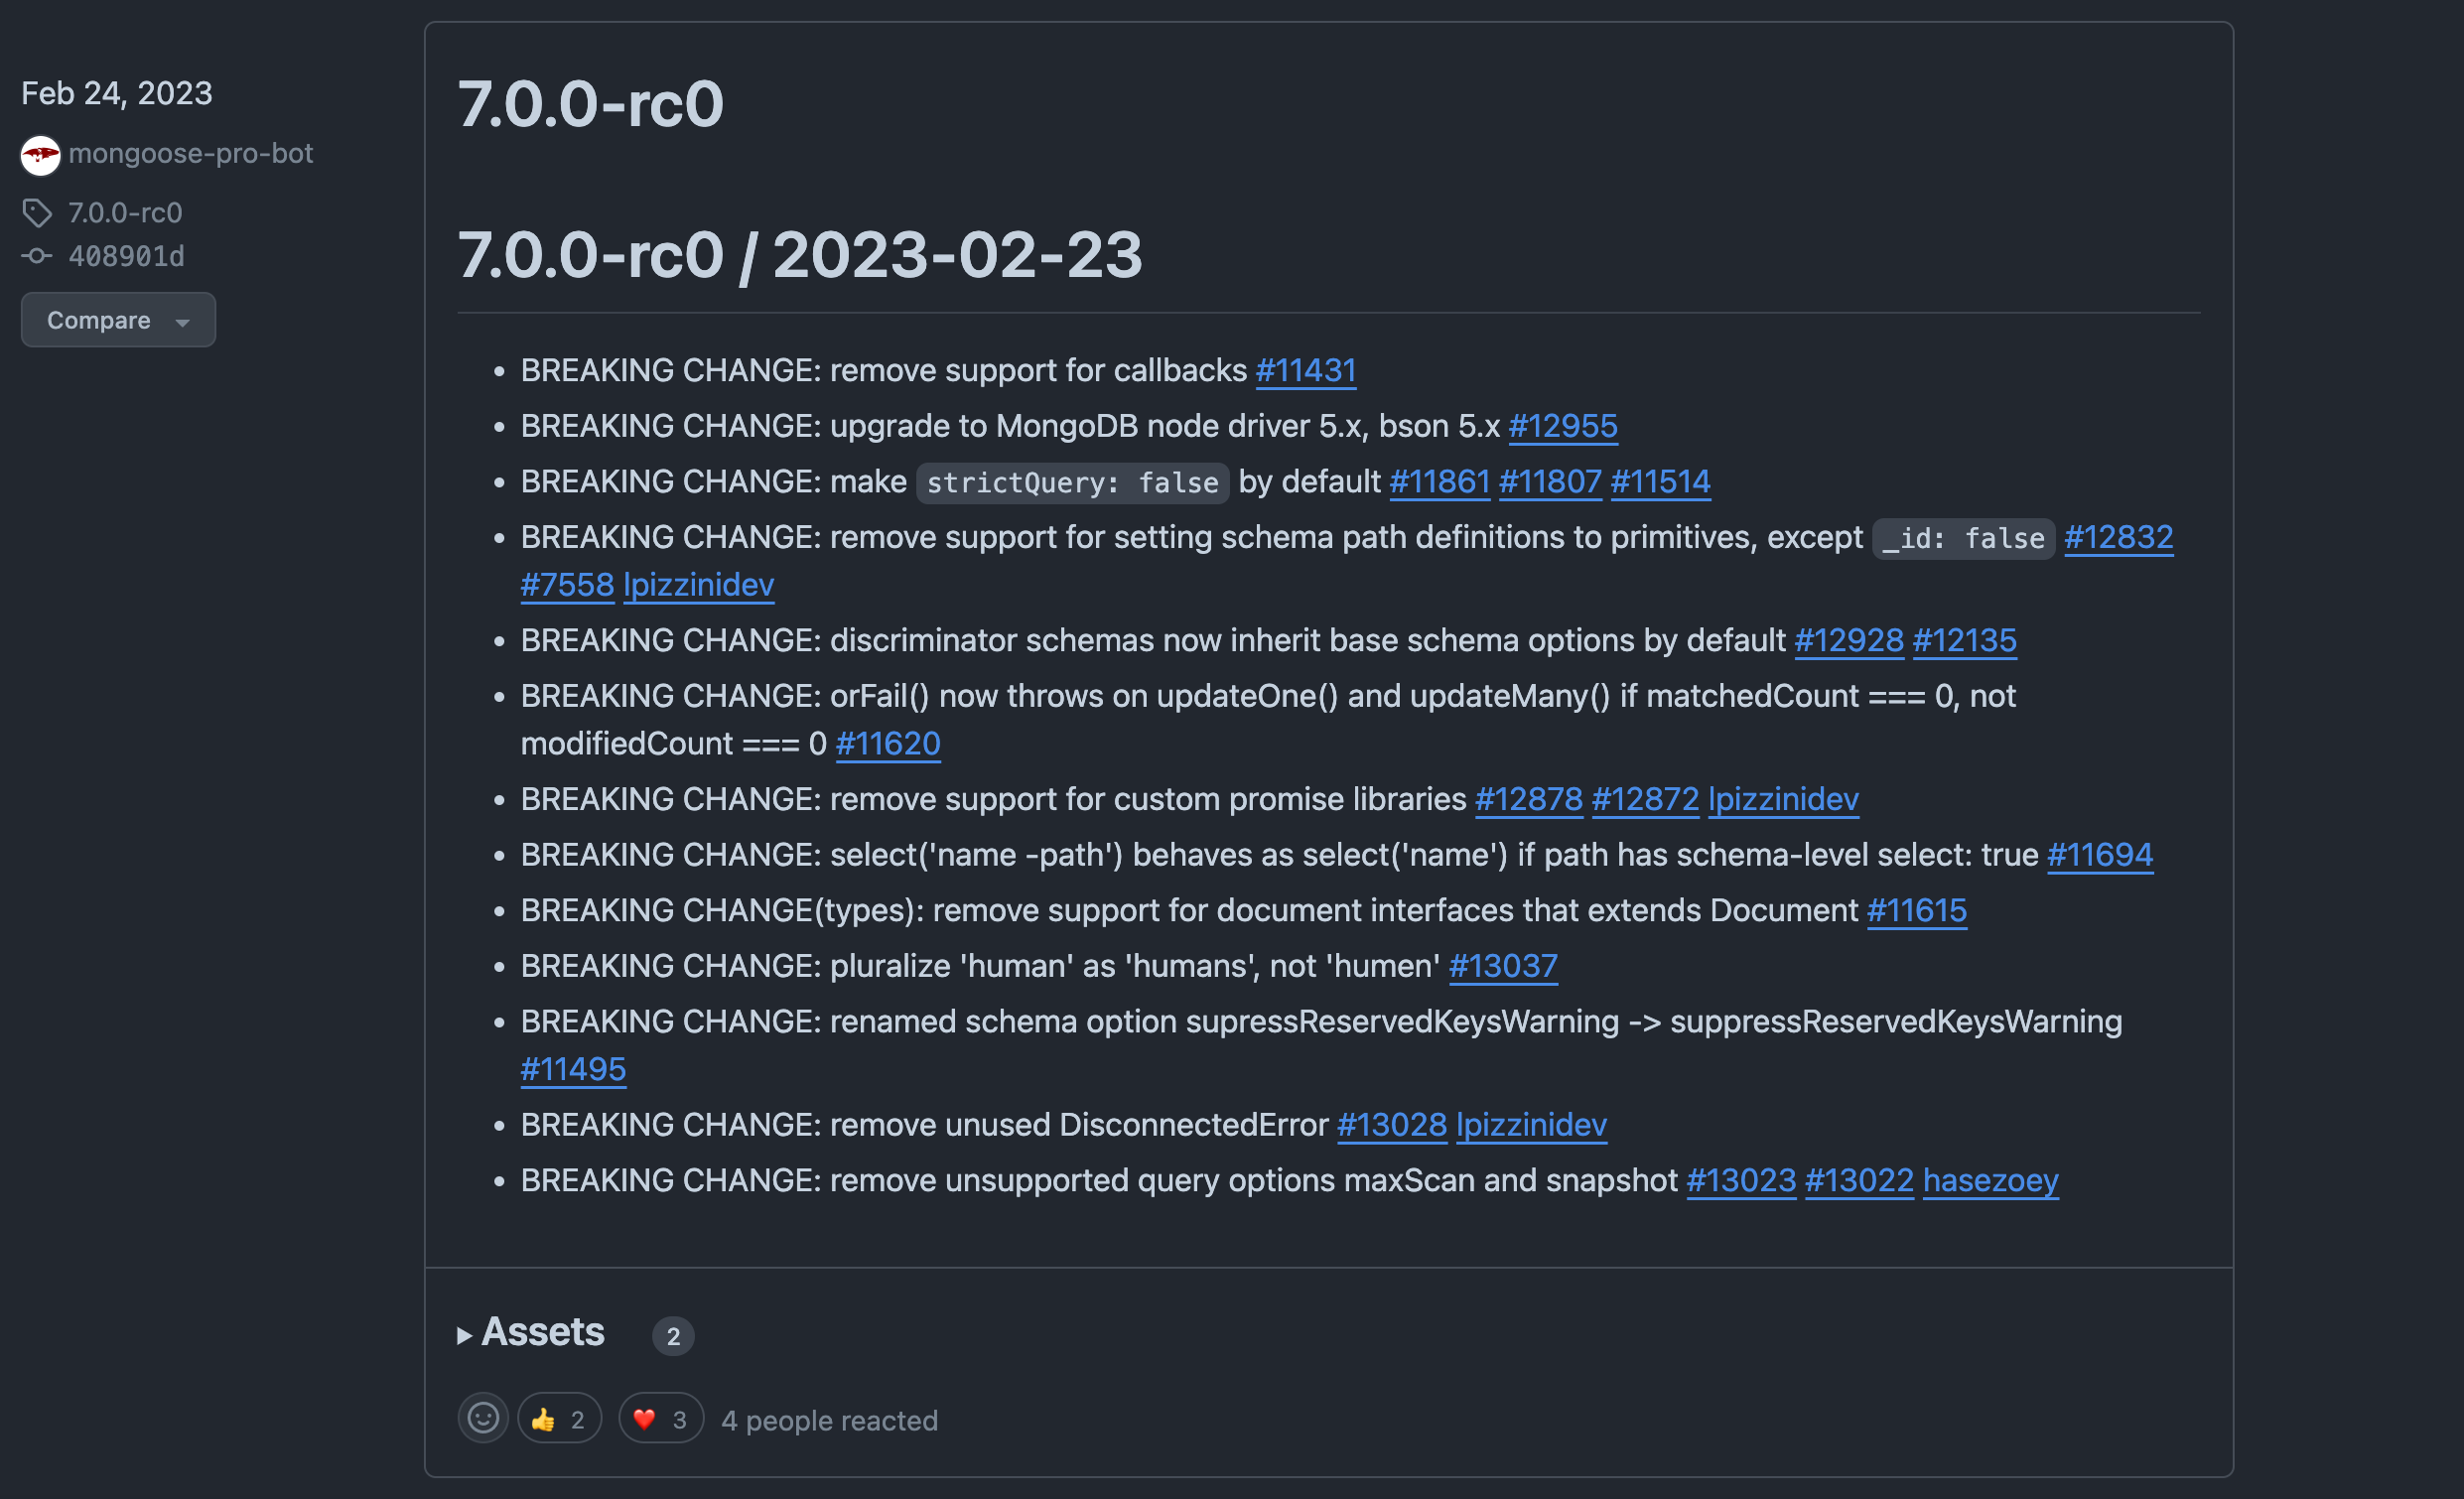 Feb 24, 2023
mongoose-pro-bot
7.0.0-rc0
408901d
Compare
7.0.0-rc0
7.0.0-rc0 / 2023-02-23
BREAKING CHANGE: remove support for callbacks #11431
BREAKING CHANGE: upgrade to MongoDB node driver 5.x, bson 5.x #12955
BREAKING CHANGE: make strictQuery: false by default #11861 #11807 #11514
BREAKING CHANGE: remove support for setting schema path definitions to primitives, except _id: false #12832
#7558 lpizzinidev
BREAKING CHANGE: discriminator schemas now inherit base schema options by default #12928 #12135
BREAKING CHANGE: orFail() now throws on updateOne() and updateMany() if matchedCount === 0, not
modifiedCount === 0 #11620
BREAKING CHANGE: remove support for custom promise libraries #12878 #12872 lpizzinidev
BREAKING CHANGE: select('name -path') behaves as select('name') if path has schema-level select: true #11694
BREAKING CHANGE(types): remove support for document interfaces that extends Document #11615
BREAKING CHANGE: pluralize 'human' as 'humans', not 'humen' #13037
BREAKING CHANGE: renamed schema option supressReservedKeysWarning -> suppressReservedKeysWarning
#11495
BREAKING CHANGE: remove unused DisconnectedError #13028 lpizzinidev
BREAKING CHANGE: remove unsupported query options maxScan and snapshot #13023 #13022 hasezoey
Assets 2
👍 2 ❤️ 3 4 people reacted